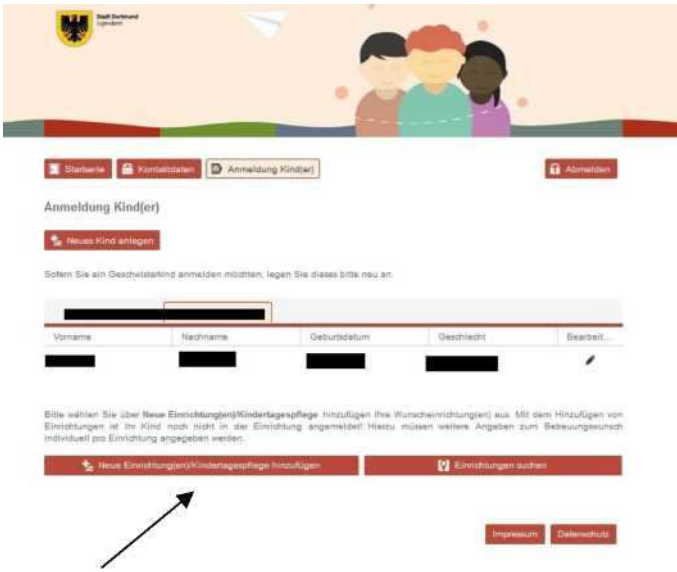 Stadt Dortmund
Jugendamt
Startseite
Kontaktdaten
Anmeldung Kind(er)
Abmelden
Anmeldung Kind(er)
Neues Kind anlegen
Sofern Sie ein Geschwisterkind anmelden möchten, legen Sie dieses bitte neu an.
Vorname Nachname Geburtsdatum Geschlecht Bearbeit...
Bitte wählen Sie über Neue Einrichtung(en)/Kindertagespflege hinzufügen Ihre Wunscheinrichtung(en) aus. Mit dem Hinzufügen von
Einrichtungen ist Ihr Kind noch nicht in der Einrichtung angemeldet! Hierzu müssen weitere Angaben zum Betreuungswunsch
individuell pro Einrichtung angegeben werden.
Neue Einrichtung(en)/Kindertagespflege hinzufügen
Einrichtungen suchen
Impressum
Datenschutz